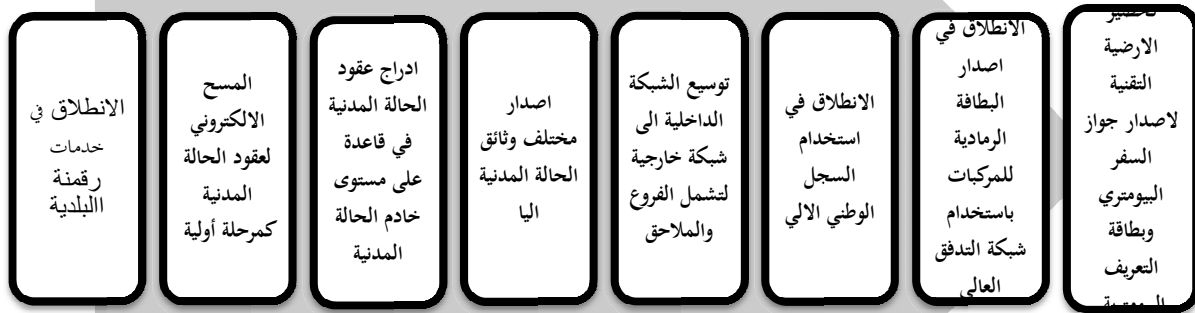 الانطلاق في
خدمات
رقمنة
االبلدية
المسح
الالكتروني
لعقود الحالة
المدنية
كمرحلة أولية
ادراج عقود
الحالة المدنية
في قاعدة
على مستوى
خادم الحالة
المدنية
اصدار
مختلف وثائق
الحالة المدنية
اليا
توسيع الشبكة
الداخلية الى
شبكة خارجية
لتشمل الفروع
والملاحق
الانطلاق في
استخدام
السجل
الوطني الالي
الانطلاق في
اصدار
البطاقة
الرمادية
للمركبات
باستخدام
شبكة التدفق
العالي
الارضية
التقنية
لاصدار جواز
السفر
البيومتري
وبطاقة
التعريف